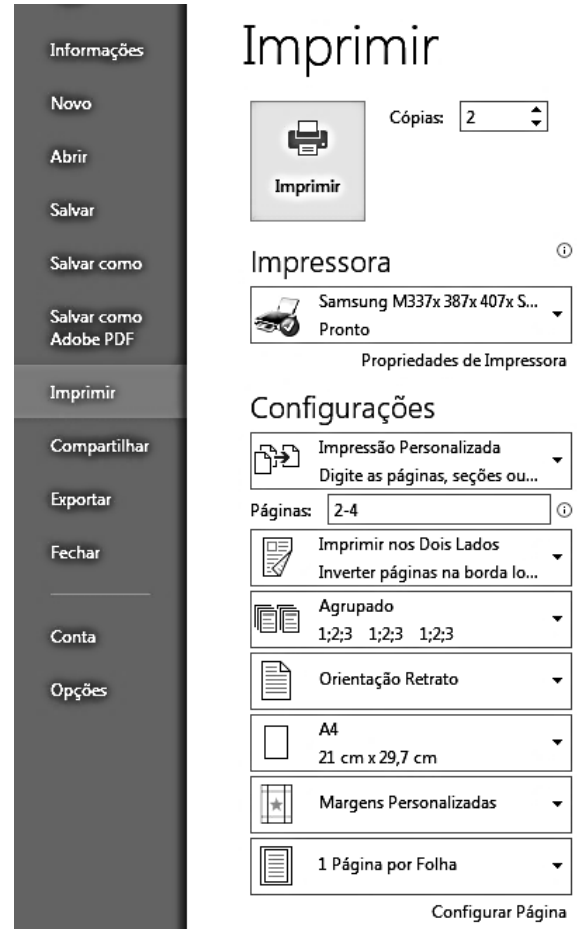 Informações
Novo
Abrir
Salvar
Salvar como
Salvar como
Adobe PDF
Imprimir
Compartilhar
Exportar
Fechar
Conta
Opções
Imprimir
Cópias: 2
Imprimir
Impressora
Samsung M337x 387x 407x S...
Pronto
Propriedades de Impressora
Configurações
Impressão Personalizada
Digite as páginas, seções ou...
Páginas: 2-4
Imprimir nos Dois Lados
Inverter páginas na borda lo...
Agrupado
1;2;3 1;2;3 1;2;3
Orientação Retrato
A4
21 cm x 29,7 cm
Margens Personalizadas
1 Página por Folha
Configurar Página